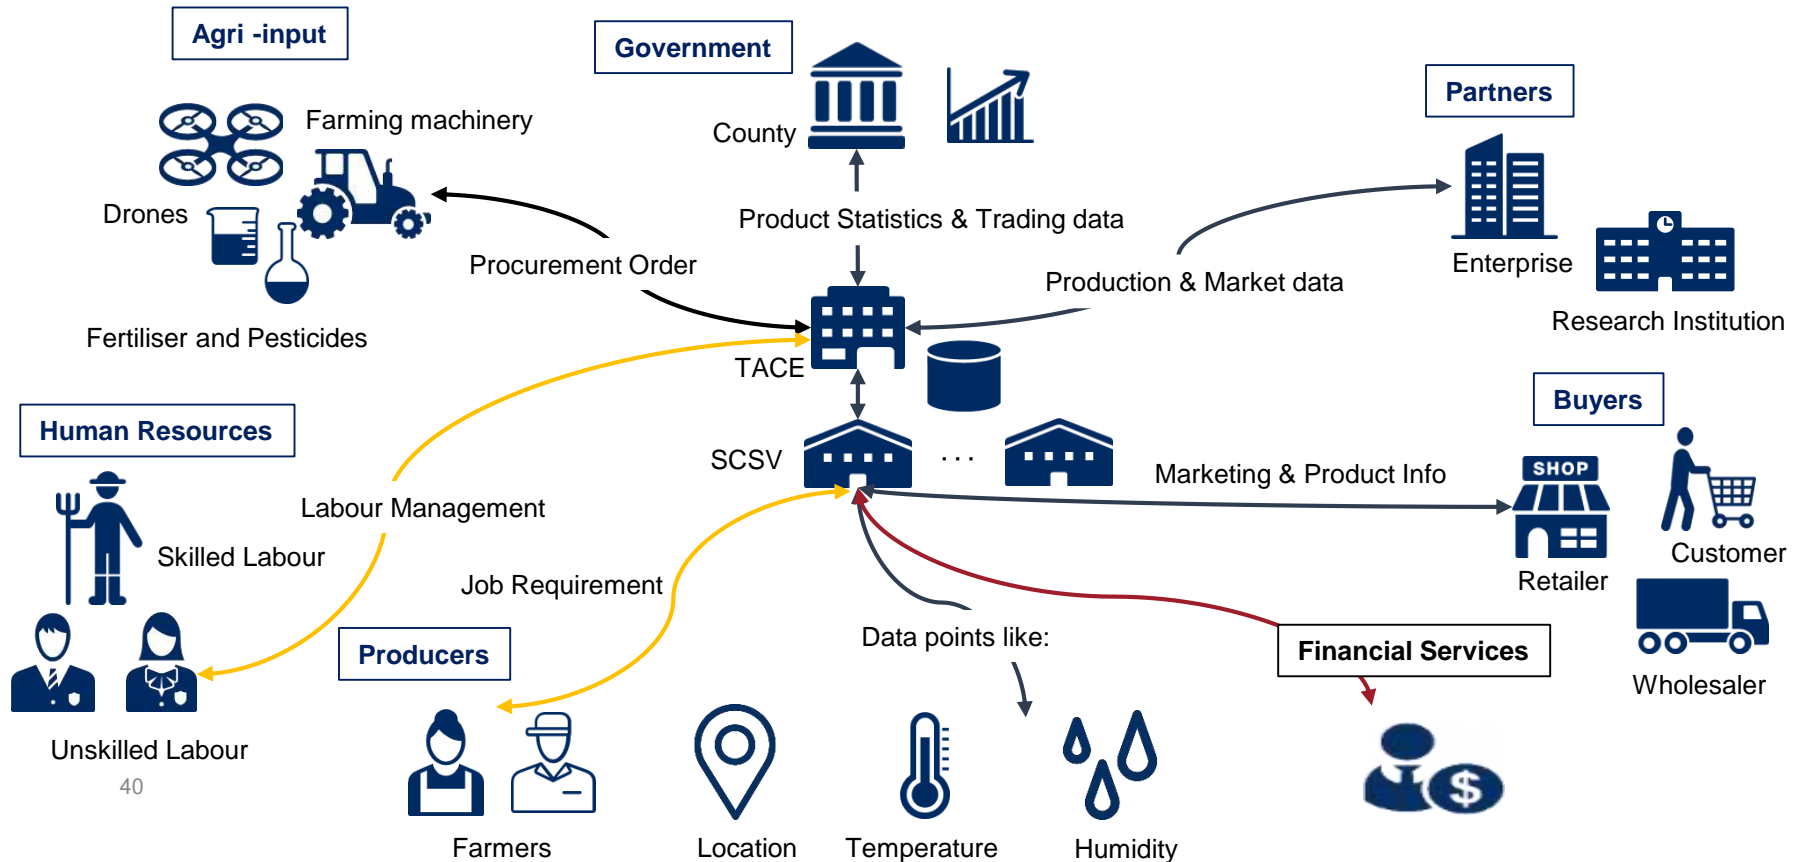 Agri -input
Government
Partners
Farming machinery
County
Drones
Product Statistics & Trading data
Procurement Order
Production & Market data
Enterprise
Research Institution
Fertiliser and Pesticides
TACE
Buyers
Human Resources
SCSV
...
Marketing & Product Info
SHOP
Labour Management
Skilled Labour
Customer
Retailer
Job Requirement
Data points like:
Producers
Financial Services
Wholesaler
Unskilled Labour
$
40
Farmers
Location
Temperature
Humidity